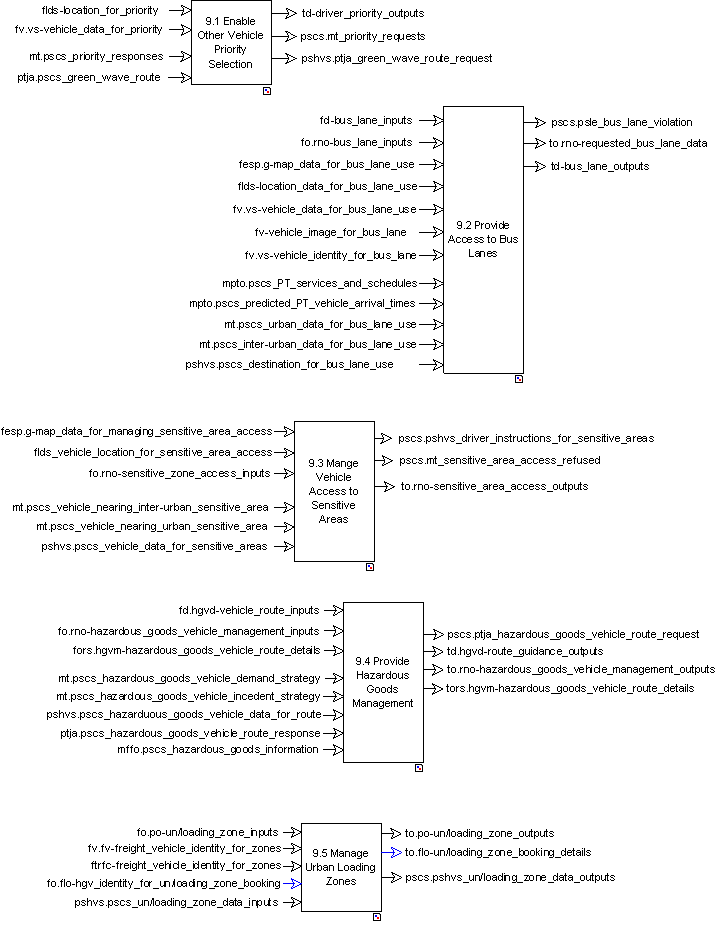 flds-location_for_priority
fv.vs-vehicle_data_for_priority
mt.pscs_priority_responses
ptja.pscs_green_wave_route
9.1 Enable
Other Vehicle
Priority
Selection
td-driver_priority_outputs
pscs.mt_priority_requests
pshvs.ptja_green_wave_route_request
fd-bus_lane_inputs
fo.rno-bus_lane_inputs
fesp.g-map_data_for_bus_lane_use
flds-location_data_for_bus_lane_use
fv.vs-vehicle_data_for_bus_lane_use
fv-vehicle_image_for_bus_lane
fv.vs-vehicle_identity_for_bus_lane
mpto.pscs_PT_services_and_schedules
mpto.pscs_predicted_PT_vehicle_arrival_times
mt.pscs_urban_data_for_bus_lane_use
mt.pscs_inter-urban_data_for_bus_lane_use
pshvs.pscs_destination_for_bus_lane_use
9.2 Provide
Access to Bus
Lanes
pscs.psle_bus_lane_violation
to.rno-requested_bus_lane_data
td-bus_lane_outputs
fesp.g-map_data_for_managing_sensitive_area_access
flds_vehicle_location_for_sensitive_area_access
fo.rno-sensitive_zone_access_inputs
mt.pscs_vehicle_nearing_inter-urban_sensitive_area
mt.pscs_vehicle_nearing_urban_sensitive_area
pshvs.pscs_vehicle_data_for_sensitive_areas
9.3 Mange
Vehicle
Access to
Sensitive
Areas
pscs.pshvs_driver_instructions_for_sensitive_areas
pscs.mt_sensitive_area_access_refused
to.rno-sensitive_area_access_outputs
fd.hgvd-vehicle_route_inputs
fo.rno-hazardous_goods_vehicle_management_inputs
fors.hgvm-hazardous_goods_vehicle_route_details
mt.pscs_hazardous_goods_vehicle_demand_strategy
mt.pscs_hazardous_goods_vehicle_incedent_strategy
pshvs.pscs_hazarduous_goods_vehicle_data_for_route
ptja.pscs_hazardous_goods_vehicle_route_response
mffo.pscs_hazardous_goods_information
9.4 Provide
Hazardous
Goods
Management
pscs.ptja_hazardous_goods_vehicle_route_request
td.hgvd-route_guidance_outputs
to.rno-hazardous_goods_vehicle_management_outputs
tors.hgvm-hazardous_goods_vehicle_route_details
fo.po-un/loading_zone_inputs
fv.fv-freight_vehicle_identity_for_zones
ftrfc-freight_vehicle_identity_for_zones
fo.flo-hgv_identity_for_un/loading_zone_booking
pshvs.pscs_un/loading_zone_data_inputs
9.5 Manage
Urban Loading
Zones
to.po-un/loading_zone_outputs
to.flo-un/loading_zone_booking_details
pscs.pshvs_un/loading_zone_data_outputs